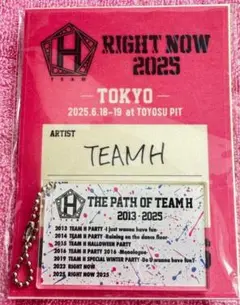 H
TEAM
RIGHT NOW
2025
TOKYO
2025.6.18-19 at TOYOSU PIT
ARTIST
TEAM H
H
TEAM
THE PATH OF TEAM H
2013-2025
2013 TEAM H PARTY -I just wanna have fun-
2014 TEAM H PARTY -Raining on the dance floor-
2015 TEAM H HALLOWEEN PARTY
2016 TEAM H PARTY 2016 -Monologue-
2019 TEAM H SPECIAL WINTER PARTY -Do U wanna have fun?-
2023 RIGHT NOW
2025 RIGHT NOW 2025